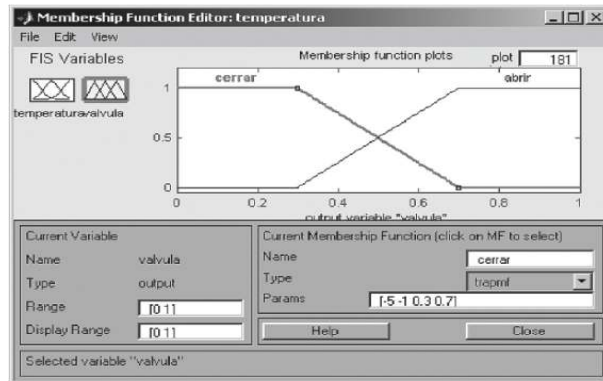 Membership Function Editor: temperatura
File Edit View
FIS Variables
Membership function plots
plot
181
temperatura
valvula
cerrar
abrir
1
0.5
0
0 0.2 0.4 0.6 0.8 1
output variable "valvula"
Current Variable
Name valvula
Type output
Range [0 1]
Display Range [0 1]
Current Membership Function (click on MF to select)
Name cerrar
Type trapmf
Params [-5 -1 0.3 0.7]
Help Close
Selected variable "valvula"